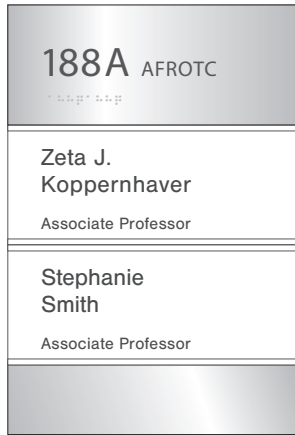 188A AFROTC
Zeta J.
Koppernhaver
Associate Professor
Stephanie
Smith
Associate Professor